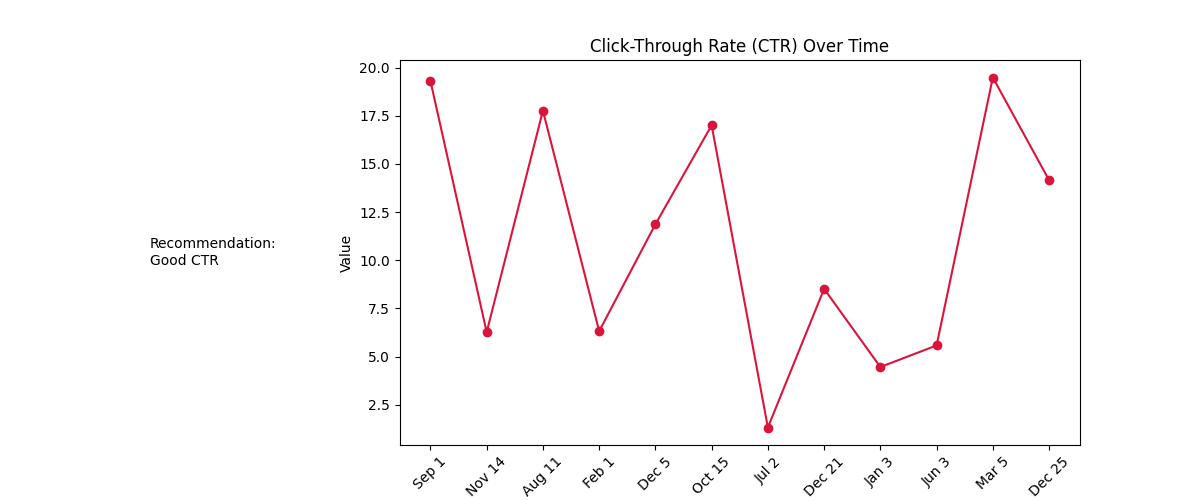 Click-Through Rate (CTR) Over Time
20.0
17.5
15.0
12.5
10.0
7.5
5.0
2.5
Value
Recommendation:
Good CTR
Sep 1
Nov 14
Aug 11
Feb 1
Dec 5
Oct 15
Jul 2
Dec 21
Jan 3
Jun 3
Mar 5
Dec 25